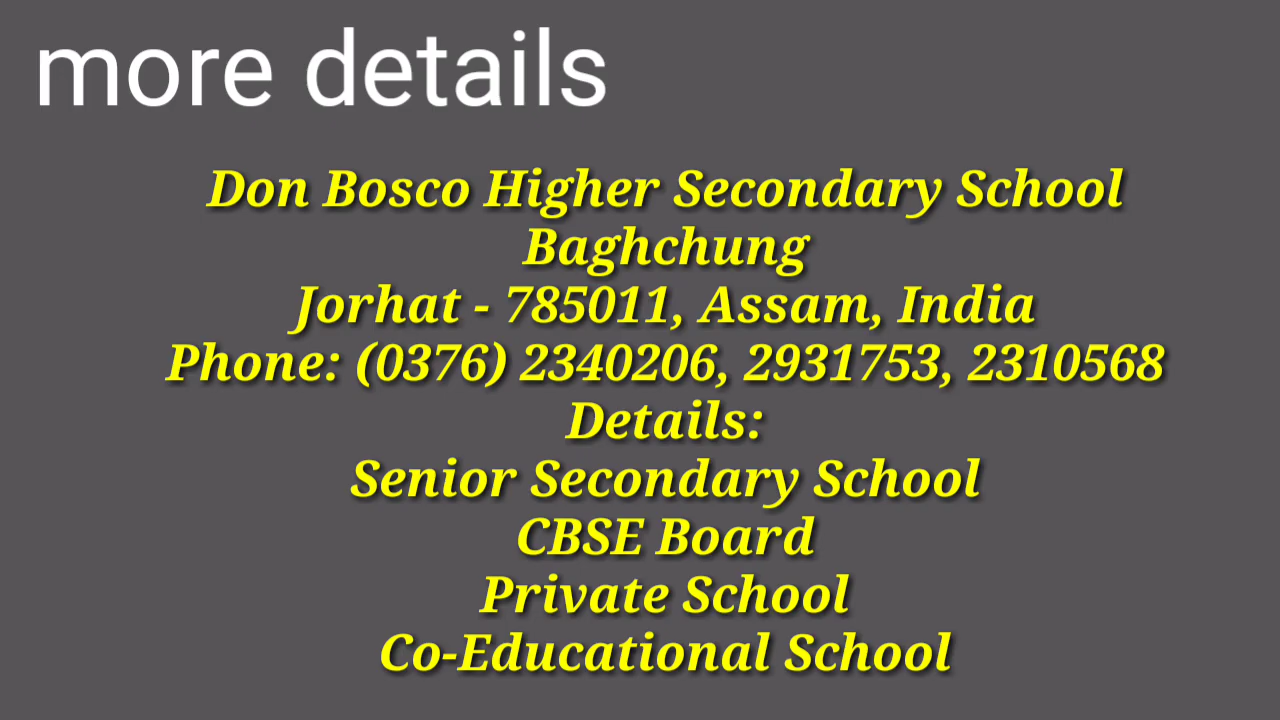 more details
Don Bosco Higher Secondary School
Baghchung
Jorhat - 785011, Assam, India
Phone: (0376) 2340206, 2931753, 2310568
Details:
Senior Secondary School
CBSE Board
Private School
Co-Educational School